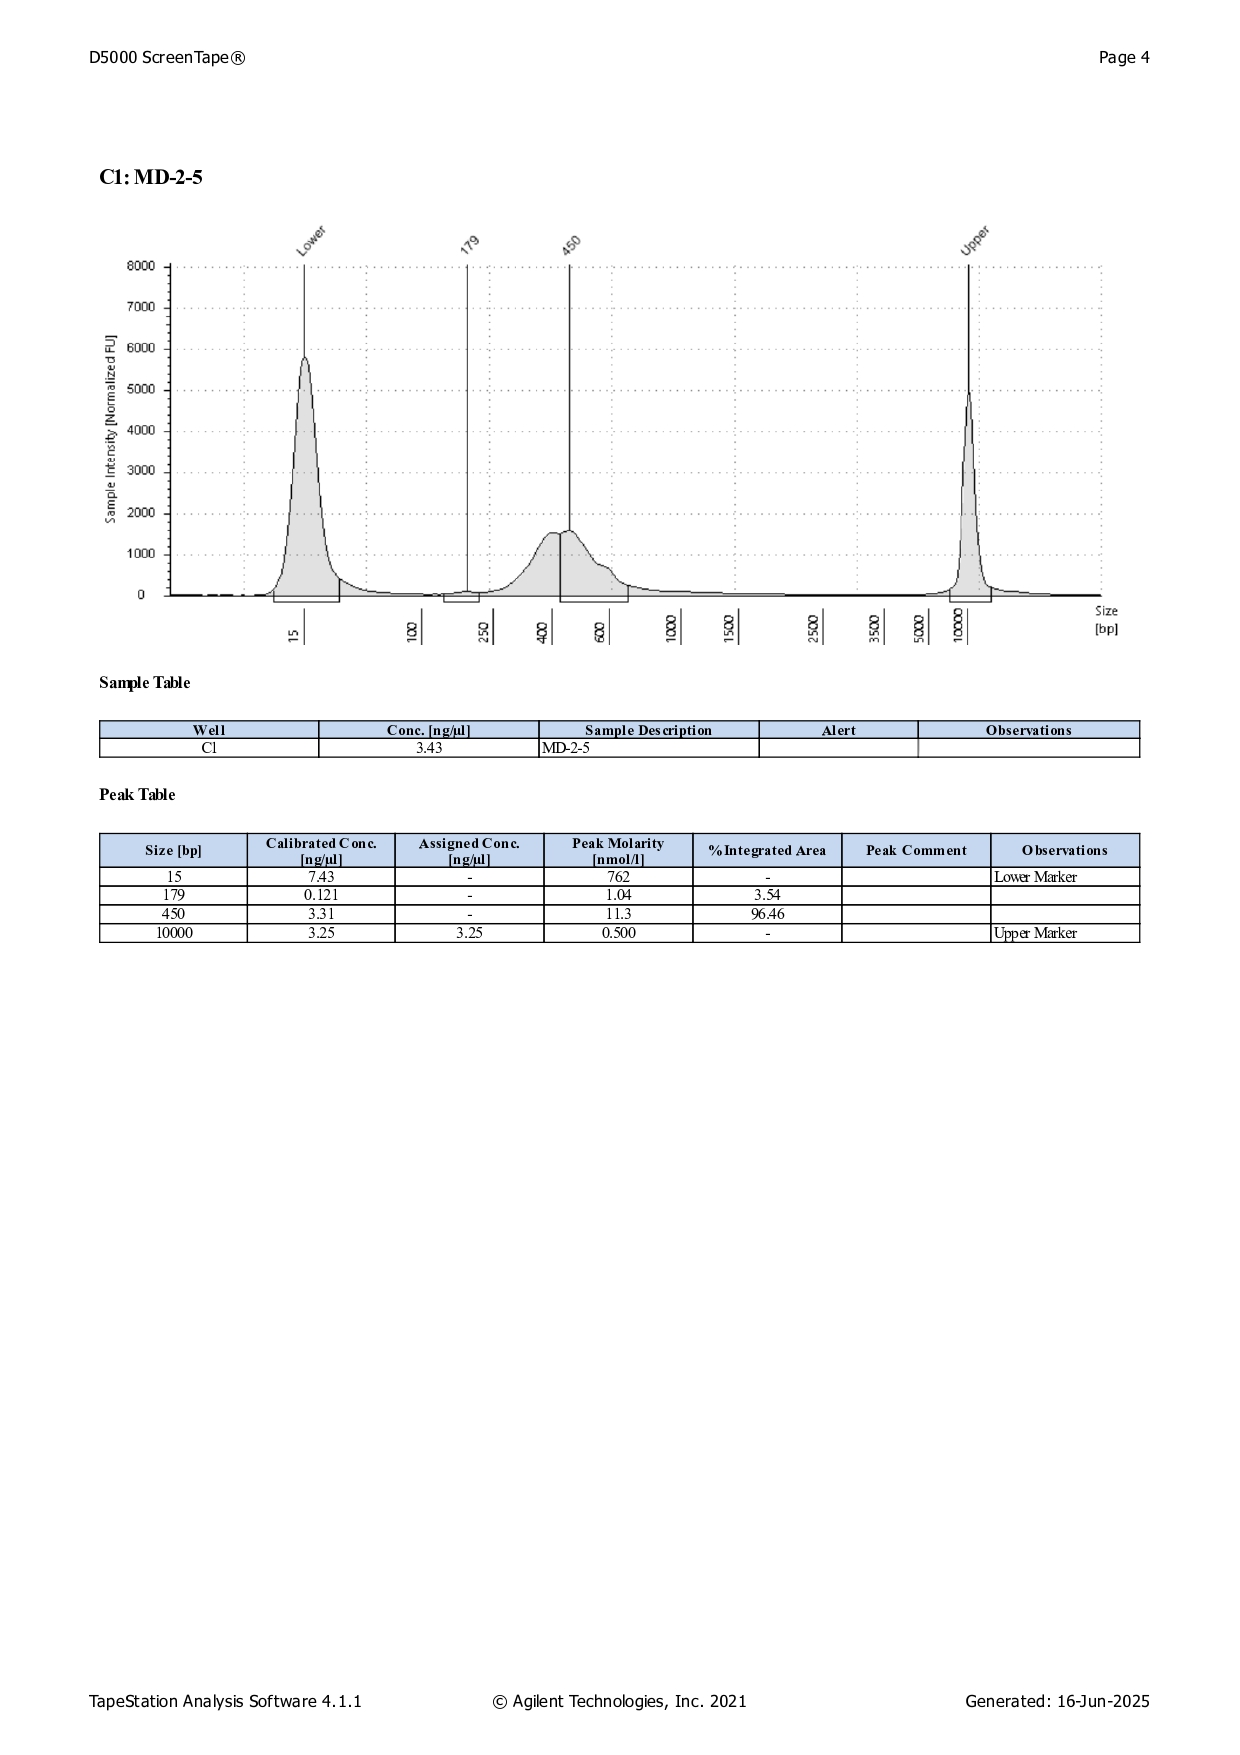 D5000 ScreenTape® Page 4
C1: MD-2-5
Lower 179 450 Upper
Sample Intensity [Normalized FU]
8000
7000
6000
5000
4000
3000
2000
1000
0
15 100 250 400 600 1000 1500 2500 3500 5000 10000
Size
[bp]
Sample Table
Well Conc. [ng/µl] Sample Description Alert Observations
C1 3.43 MD-2-5
Peak Table
Size [bp] Calibrated Conc. [ng/µl] Assigned Conc. [ng/µl] Peak Molarity [nmol/l] % Integrated Area Peak Comment Observations
15 7.43 - 762 - Lower Marker
179 0.121 - 1.04 3.54
450 3.31 - 11.3 96.46
10000 3.25 3.25 0.500 - Upper Marker
TapeStation Analysis Software 4.1.1 © Agilent Technologies, Inc. 2021 Generated: 16-Jun-2025